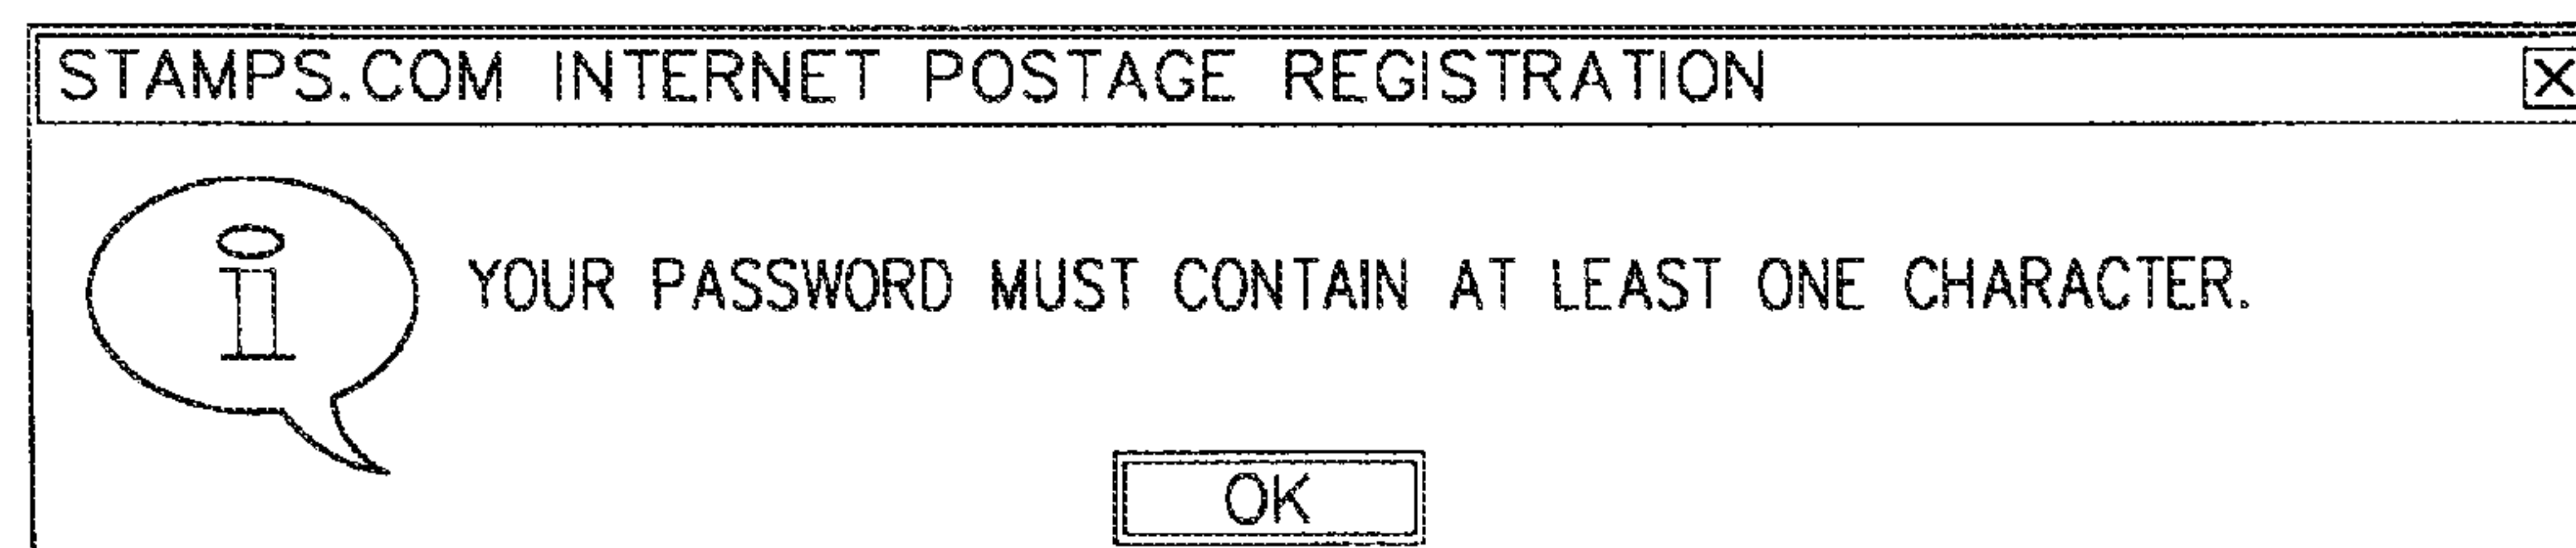 STAMPS.COM INTERNET POSTAGE REGISTRATION X
i YOUR PASSWORD MUST CONTAIN AT LEAST ONE CHARACTER.
OK